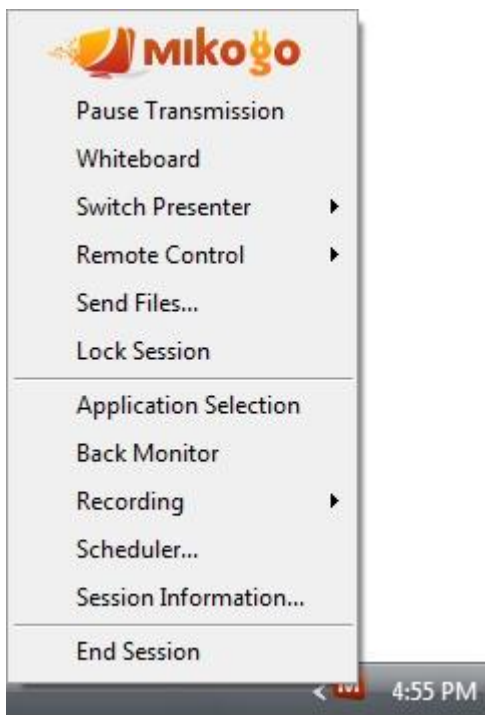 Mikogo
Pause Transmission
Whiteboard
Switch Presenter
Remote Control
Send Files...
Lock Session
Application Selection
Back Monitor
Recording
Scheduler...
Session Information...
End Session
M 4:55 PM